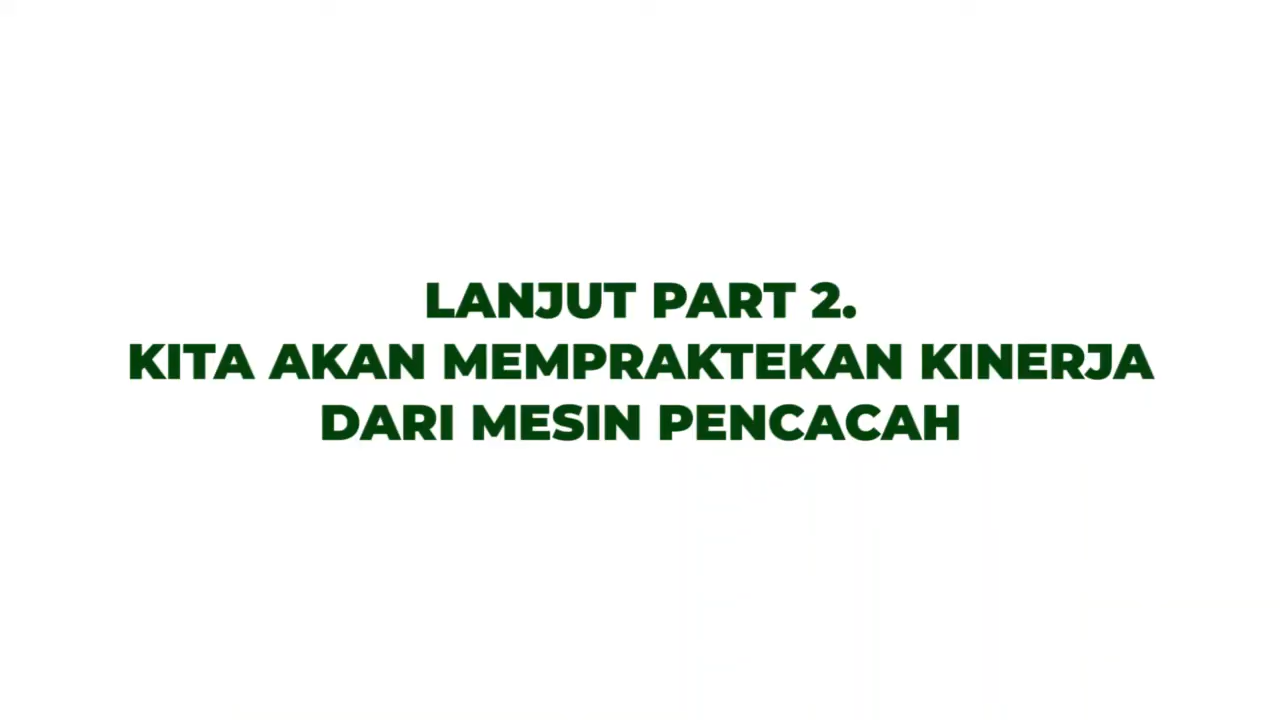 LANJUT PART 2.
KITA AKAN MEMPRAKTEKAN KINERJA
DARI MESIN PENCACAH